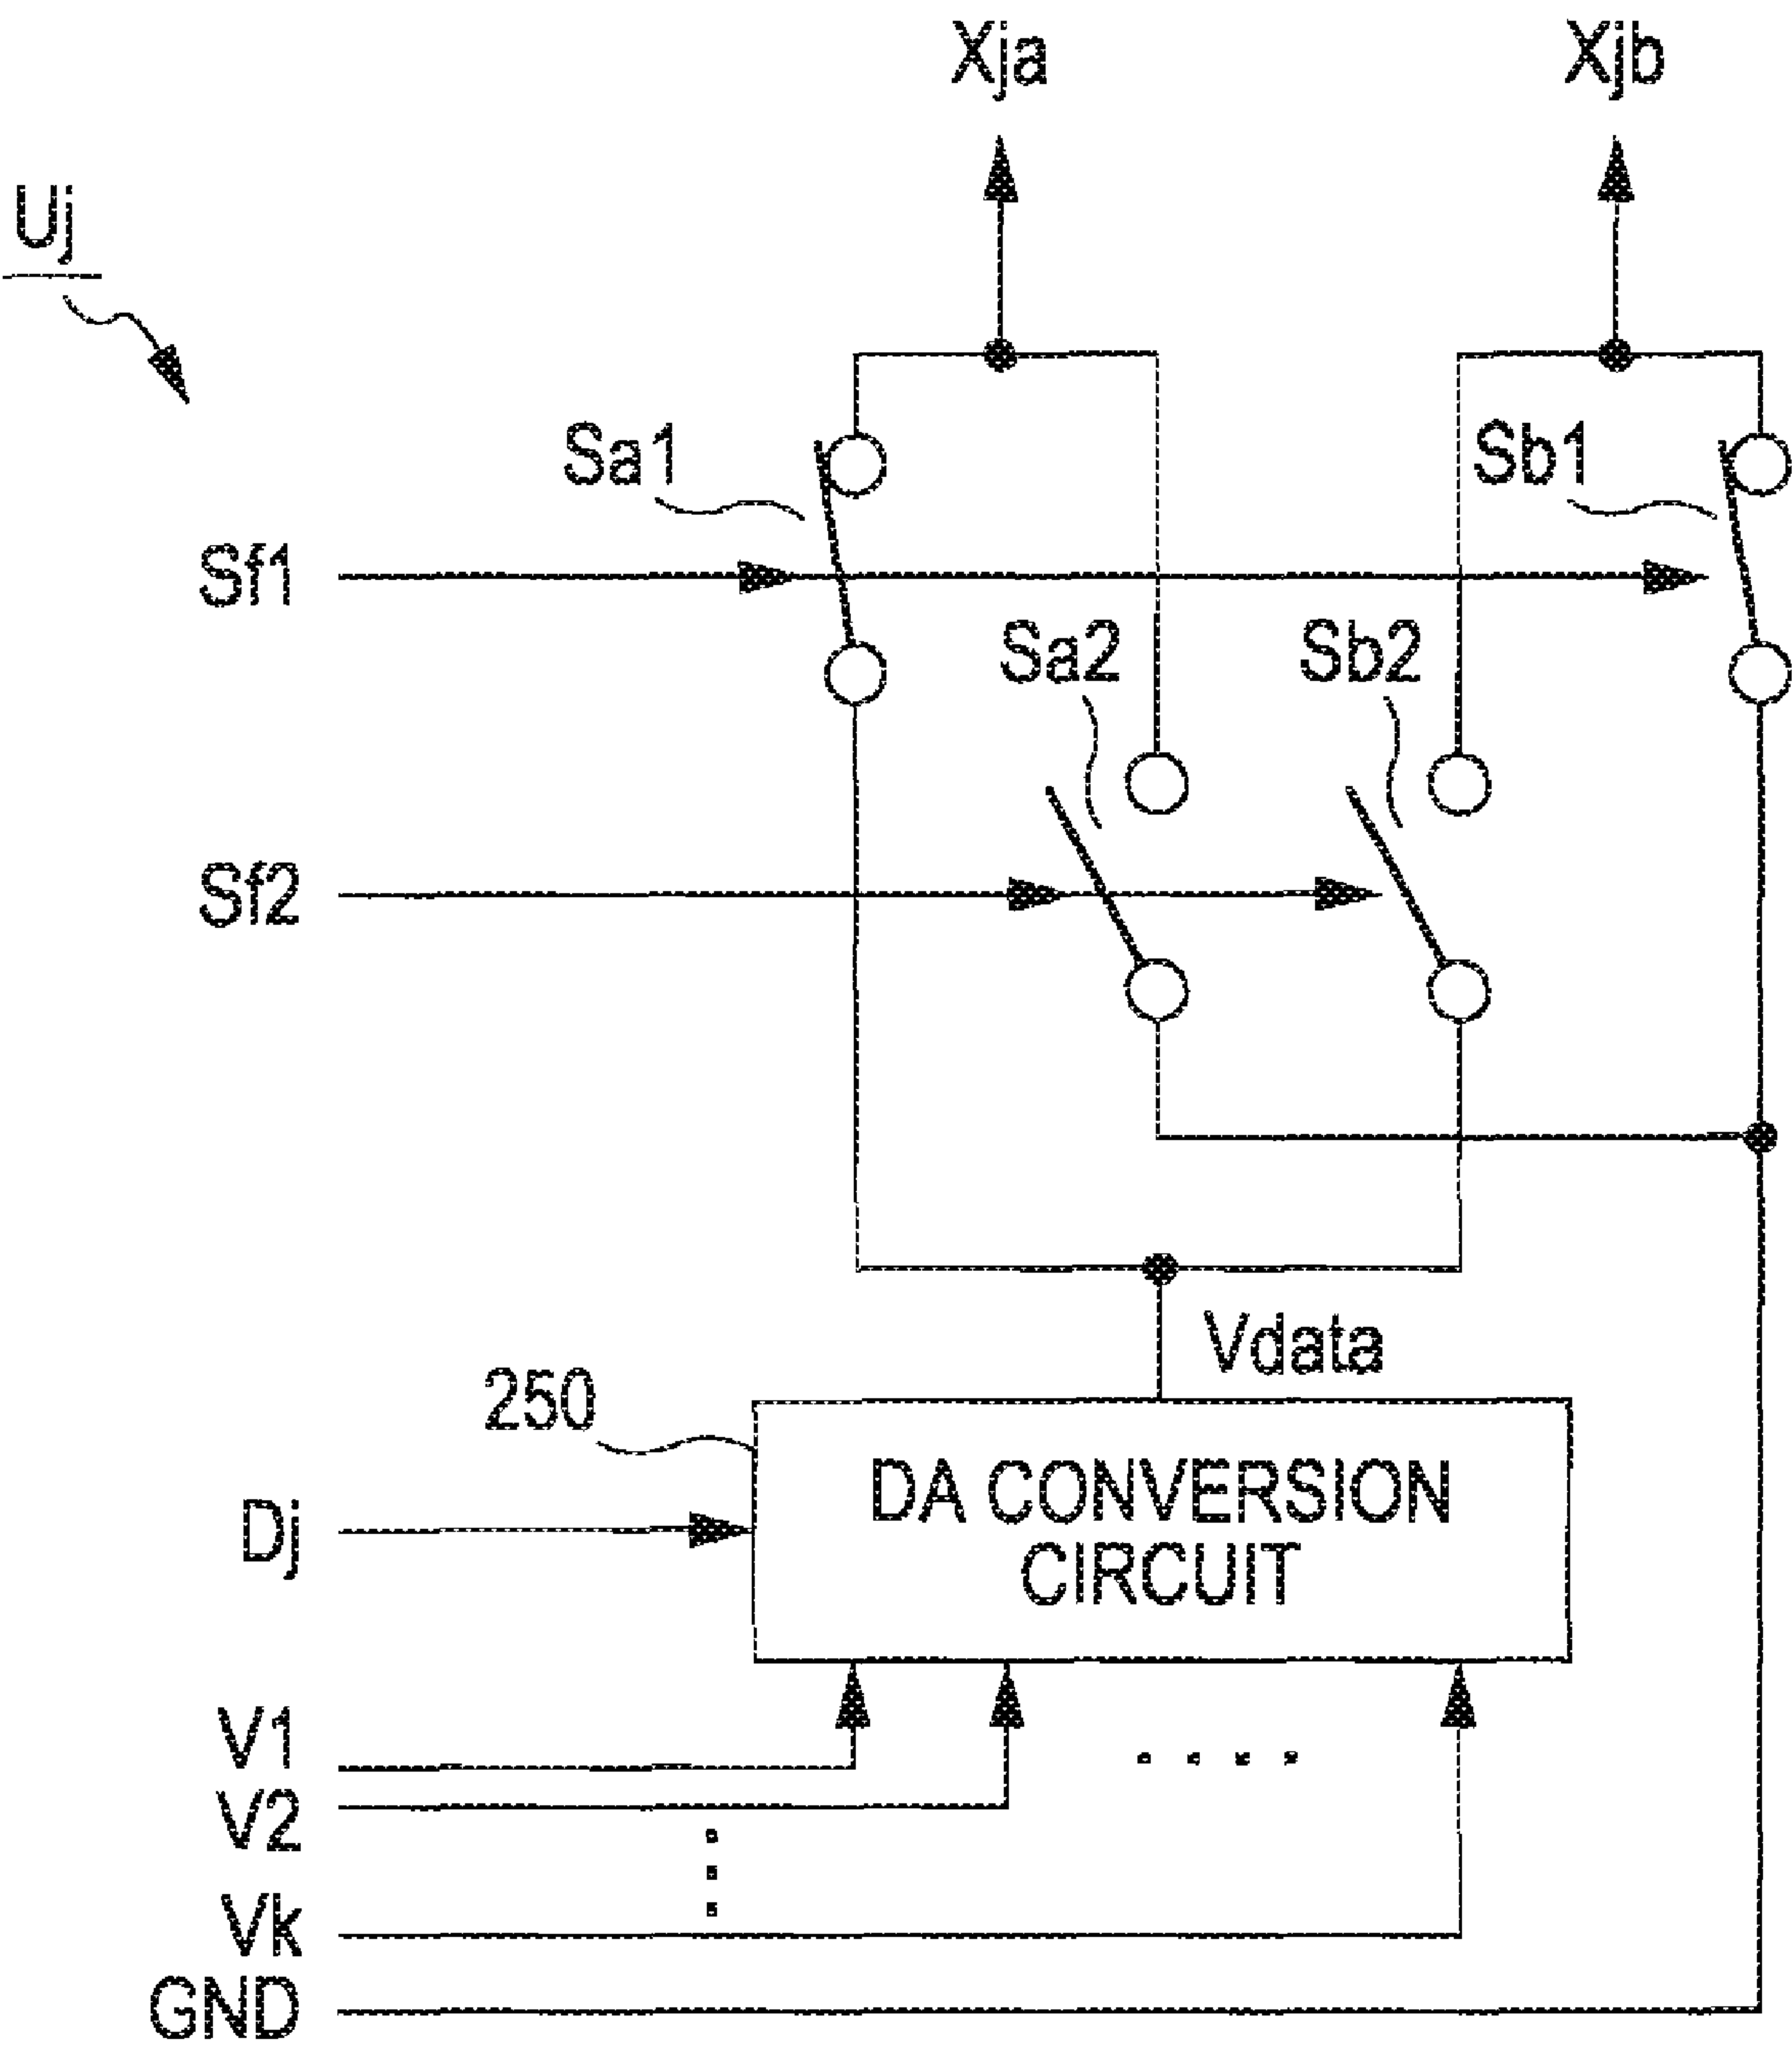 Xja
Xjb
Uj
Sa1
Sb1
Sf1
Sa2
Sb2
Sf2
Vdata
250
DA CONVERSION
CIRCUIT
Dj
V1
V2
Vk
GND